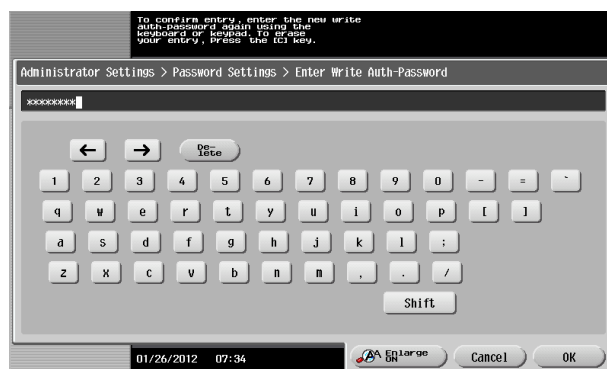 To confirm entry, enter the new write
auth-password again using the
keyboard or keypad. To erase
your entry, Press the [C] key.
Administrator Settings > Password Settings > Enter Write Auth-Password
********
← → De-
lete
1 2 3 4 5 6 7 8 9 0 - = `
q w e r t y u i o p [ ]
a s d f g h j k l ;
z x c v b n m , . /
Shift
01/26/2012 07:34
Enlarge
ON
Cancel
OK